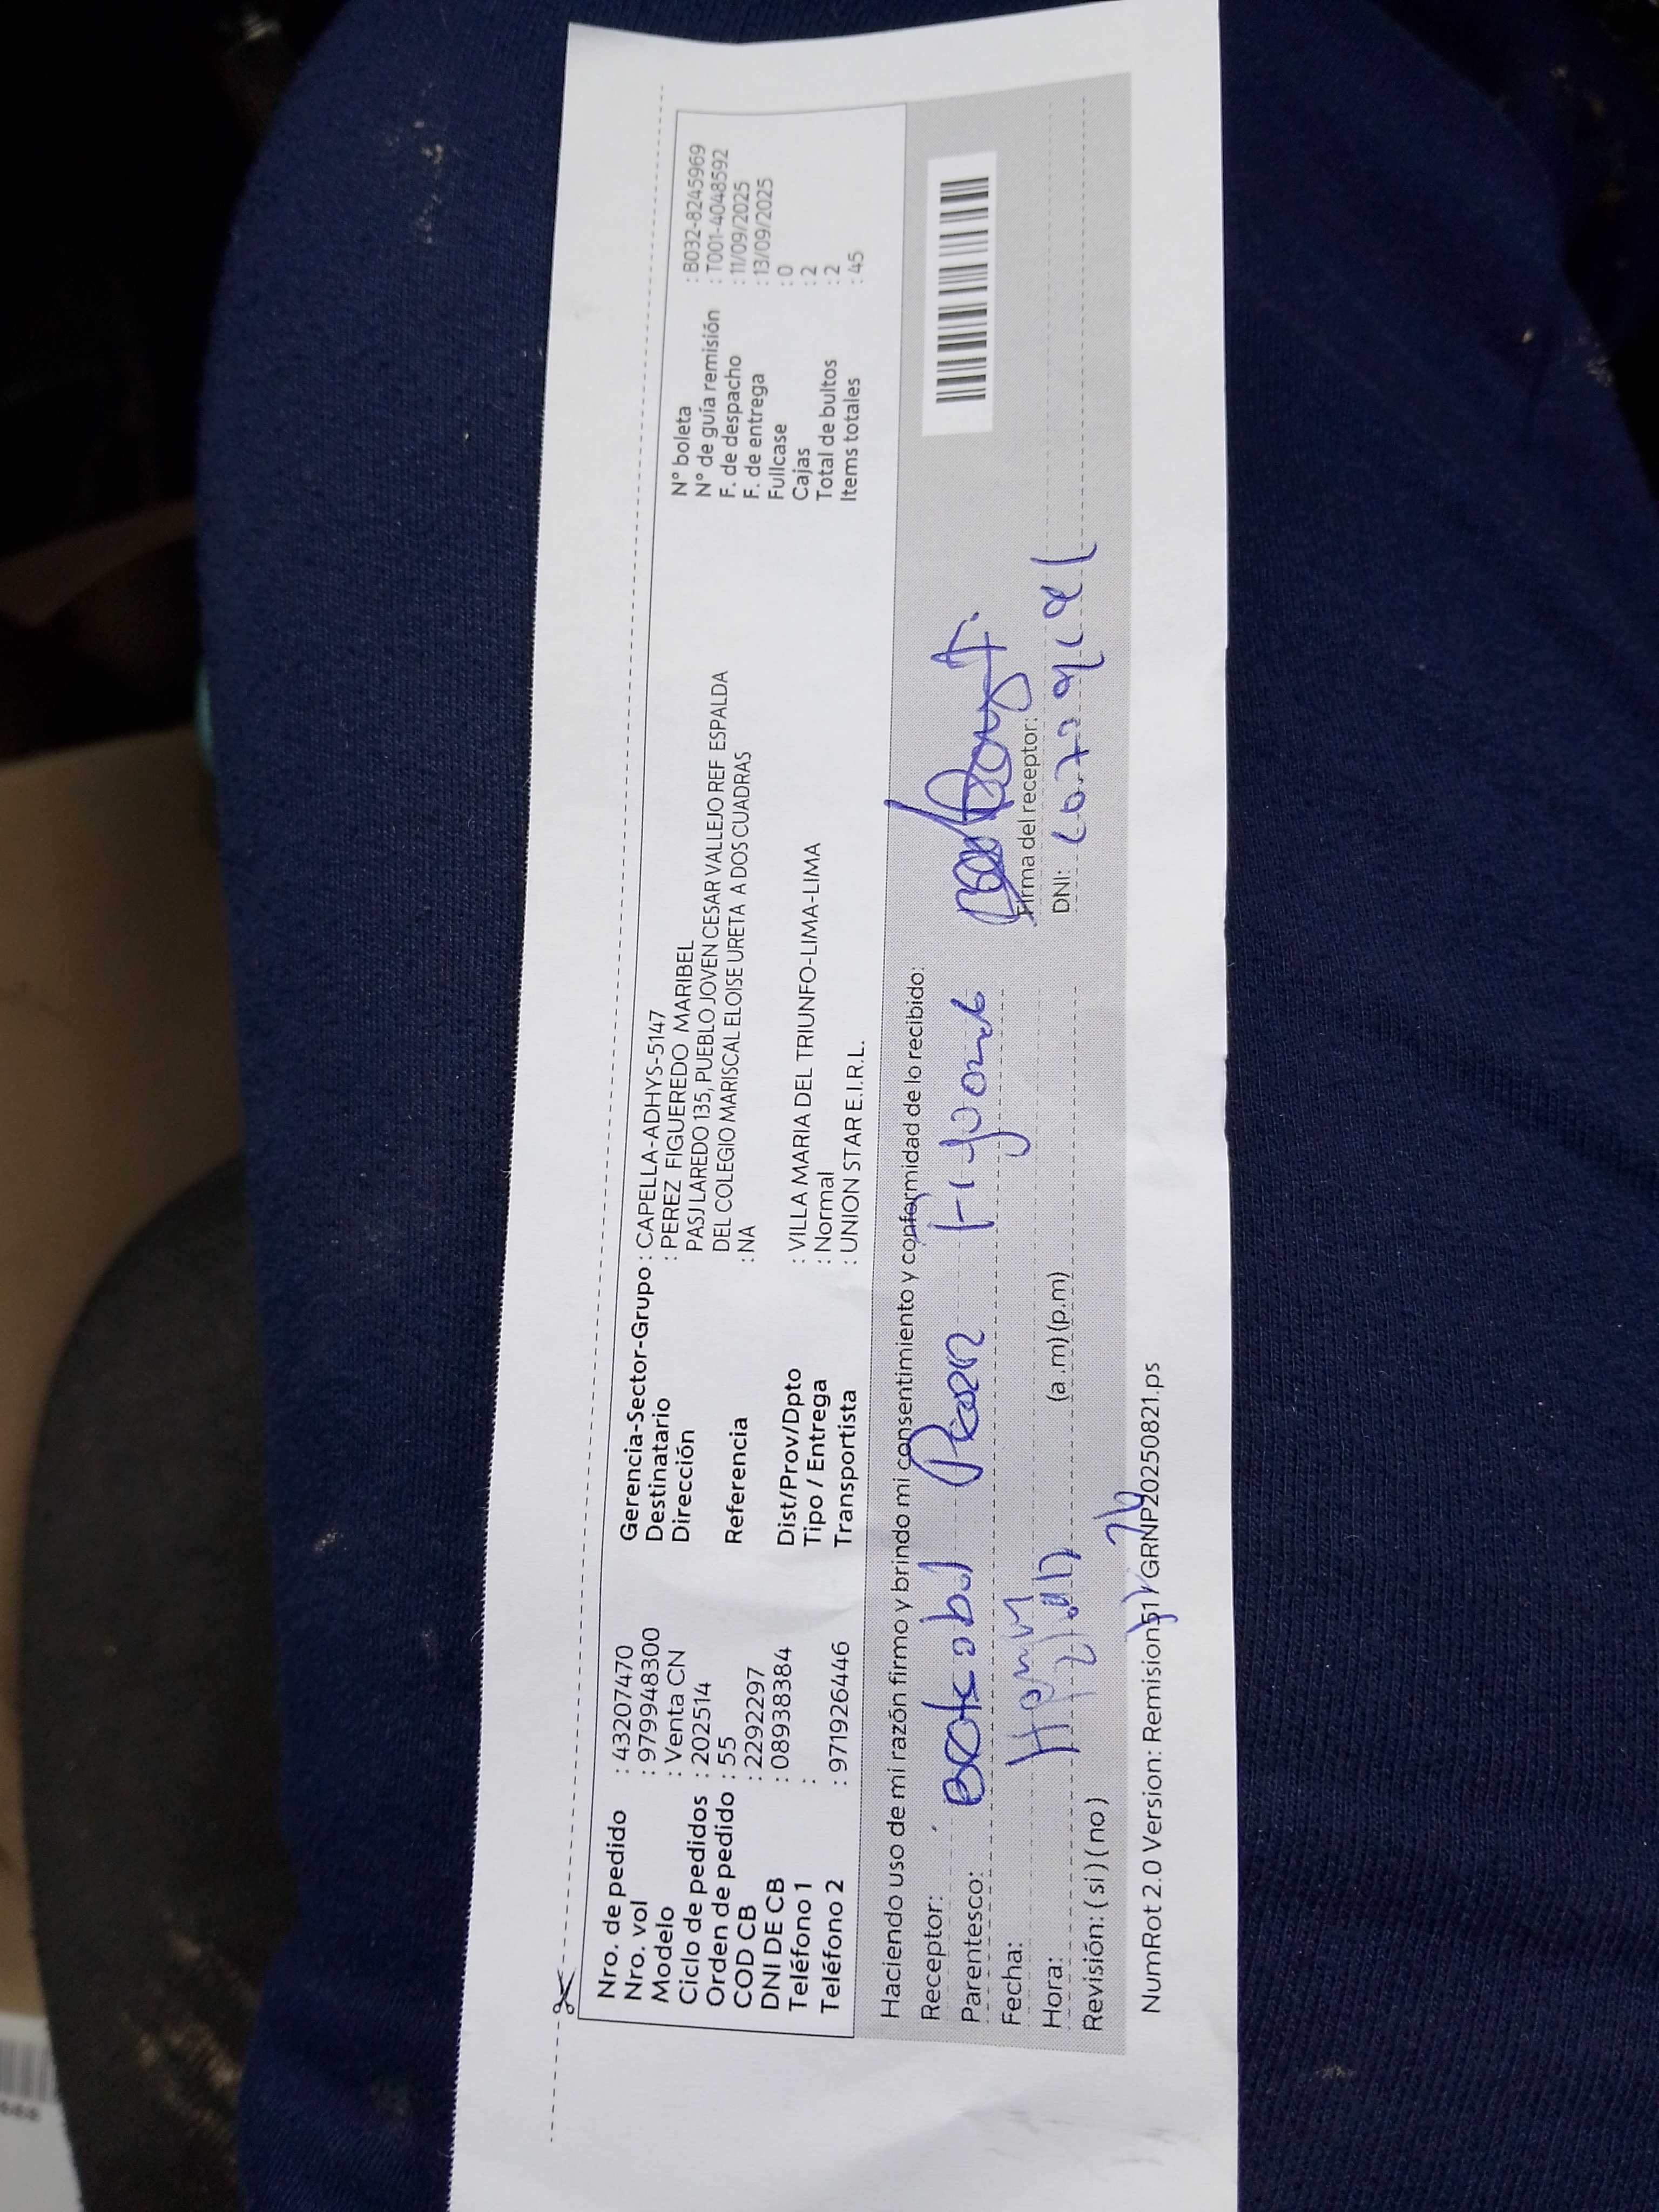 Nro. de pedido : 43207470
Nro. vol : 979948300
Modelo : Venta CN
Ciclo de pedidos : 202514
Orden de pedido : 55
COD CB : 2292297
DNI DE CB : 08938384
Teléfono 1 :
Teléfono 2 : 971926446
Gerencia-Sector-Grupo : CAPELLA-ADHYS-5147
Destinatario : PEREZ FIGUEREDO MARIBEL
Dirección PASJ LAREDO 135, PUEBLO JOVEN CESAR VALLEJO REF ESPALDA
DEL COLEGIO MARISCAL ELOISE URETA A DOS CUADRAS
Referencia : NA
Dist/Prov/Dpto : VILLA MARIA DEL TRIUNFO-LIMA-LIMA
Tipo / Entrega : Normal
Transportista : UNION STAR E.I.R.L.
N° boleta : B032-8245969
N° de guía remisión : T001-4048592
F. de despacho : 11/09/2025
F. de entrega : 13/09/2025
Fullcase : 0
Cajas : 2
Total de bultos : 2
Items totales : 45
Haciendo uso de mi razón firmo y brindo mi consentimiento y conformidad de lo recibido:
Receptor:
Parentesco:
Fecha:
Hora: (a .m) (p.m)
Revisión: ( si ) ( no )
Firma del receptor:
DNI:
NumRot 2.0 Version: Remision51 / GRNP20250821.ps